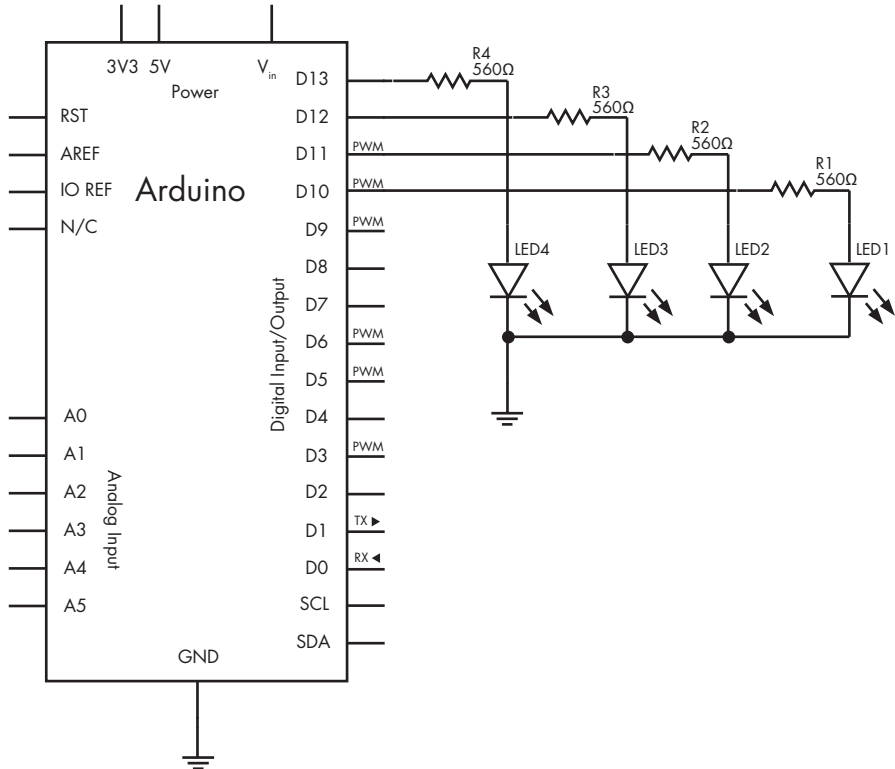 3V3 5V Vin
Power
RST
AREF
IO REF
N/C
Arduino
A0
A1
A2
A3
A4
A5
Analog Input
GND
Digital Input/Output
D13
D12
D11 PWM
D10 PWM
D9 PWM
D8
D7
D6 PWM
D5 PWM
D4
D3 PWM
D2
D1 TX ►
D0 RX ◄
SCL
SDA
R4
560Ω
R3
560Ω
R2
560Ω
R1
560Ω
LED4
LED3
LED2
LED1